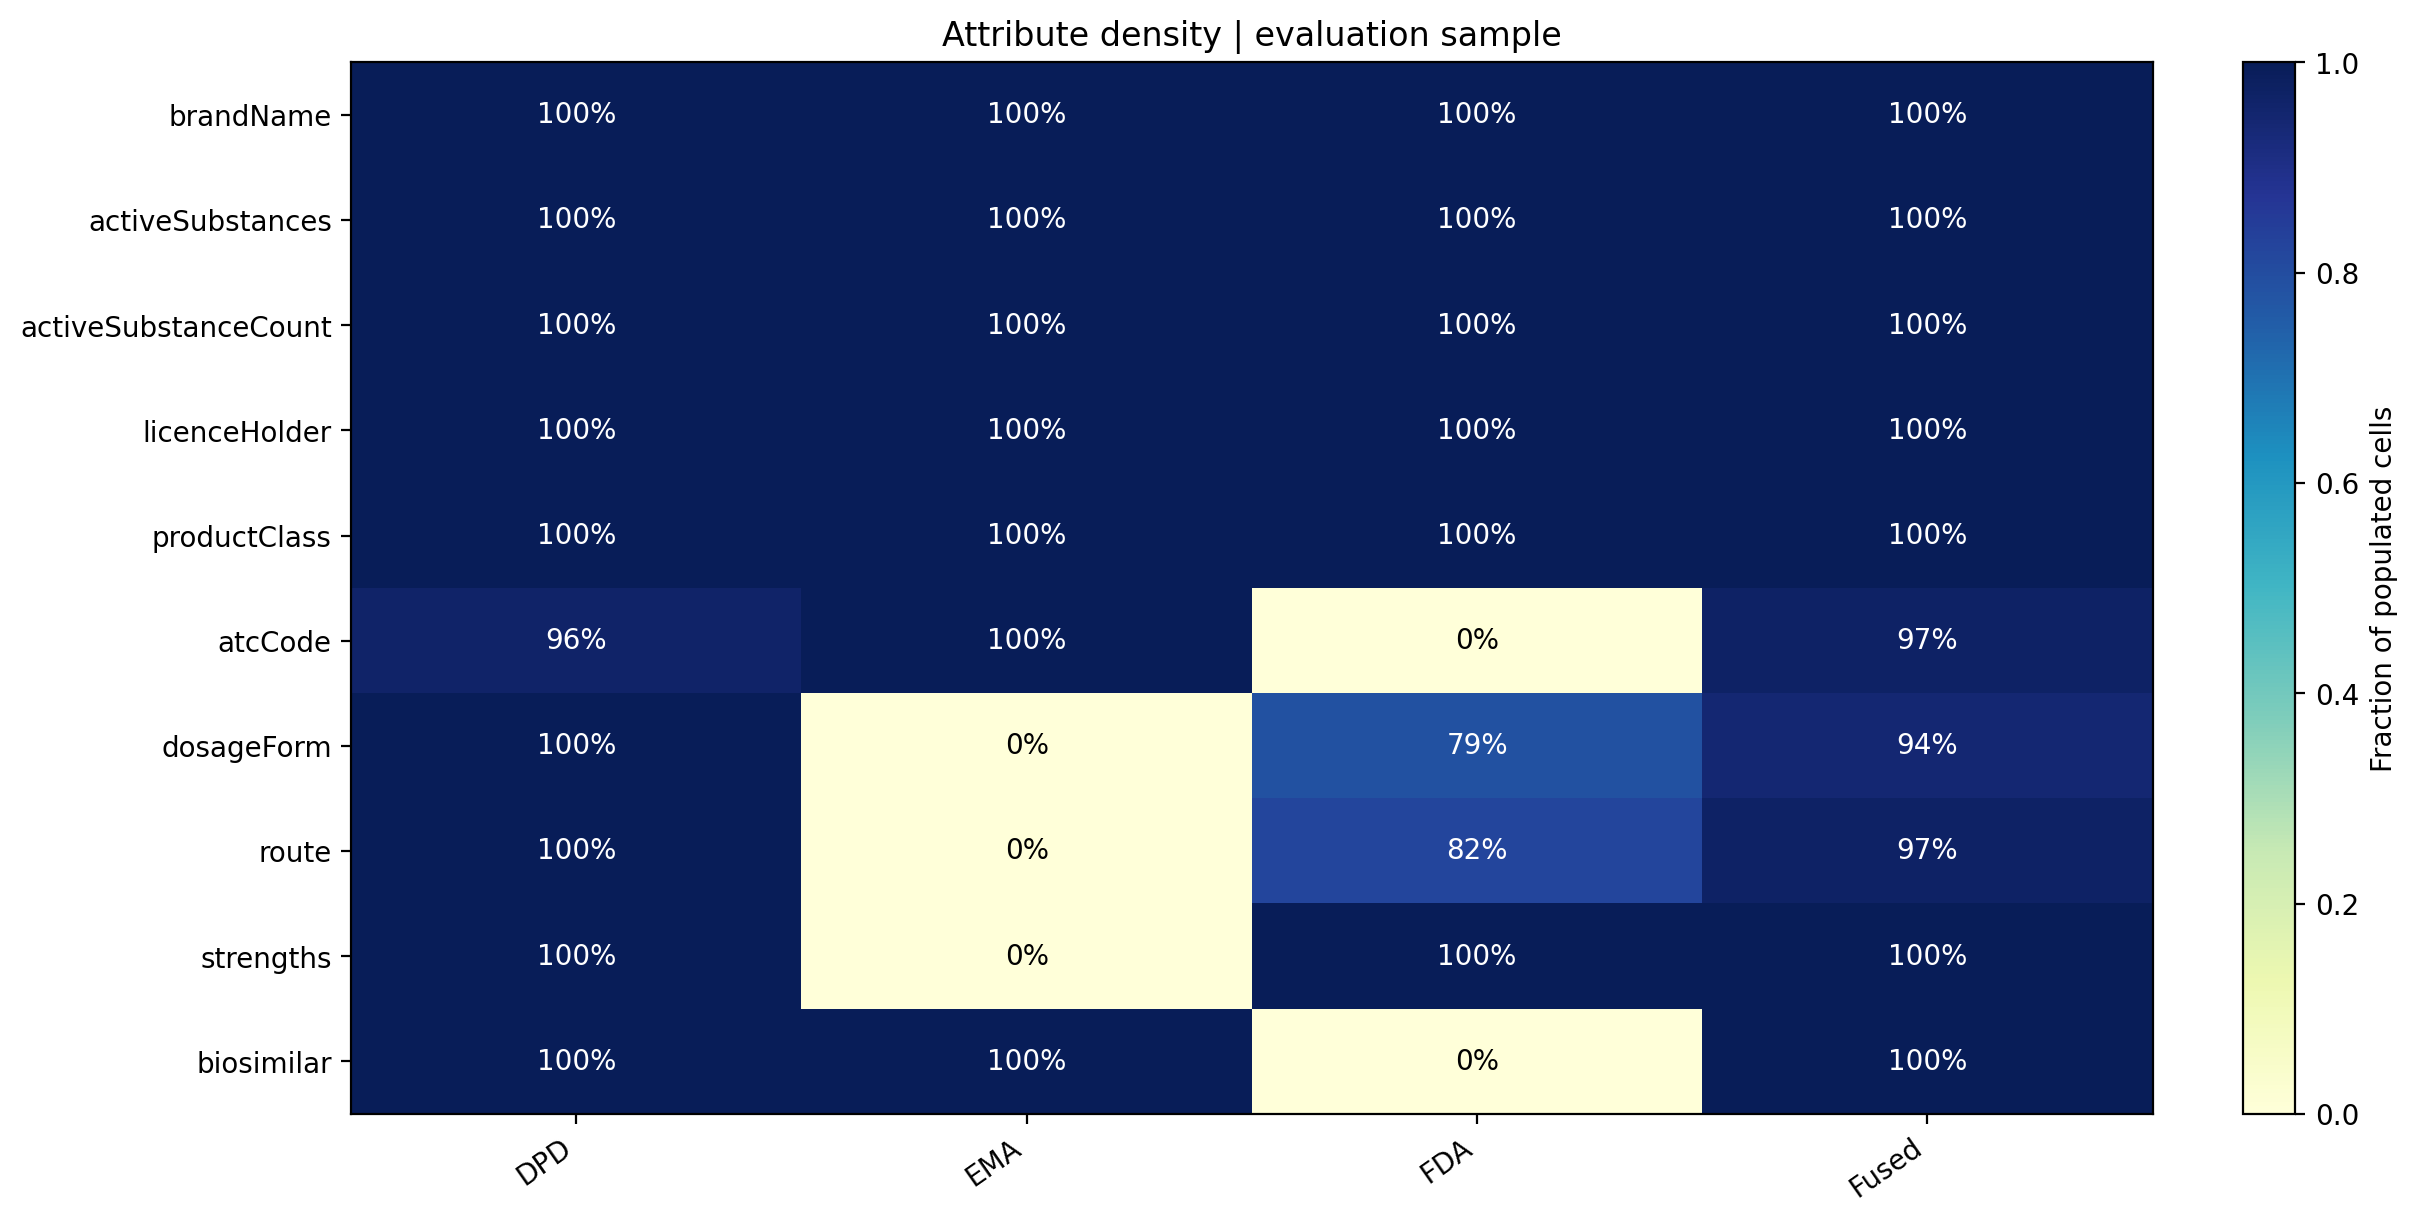 Attribute density | evaluation sample
brandName 100% 100% 100% 100%
activeSubstances 100% 100% 100% 100%
activeSubstanceCount 100% 100% 100% 100%
licenceHolder 100% 100% 100% 100%
productClass 100% 100% 100% 100%
atcCode 96% 100% 0% 97%
dosageForm 100% 0% 79% 94%
route 100% 0% 82% 97%
strengths 100% 0% 100% 100%
biosimilar 100% 100% 0% 100%
DPD EMA FDA Fused
1.0
0.8
0.6
0.4
0.2
0.0
Fraction of populated cells